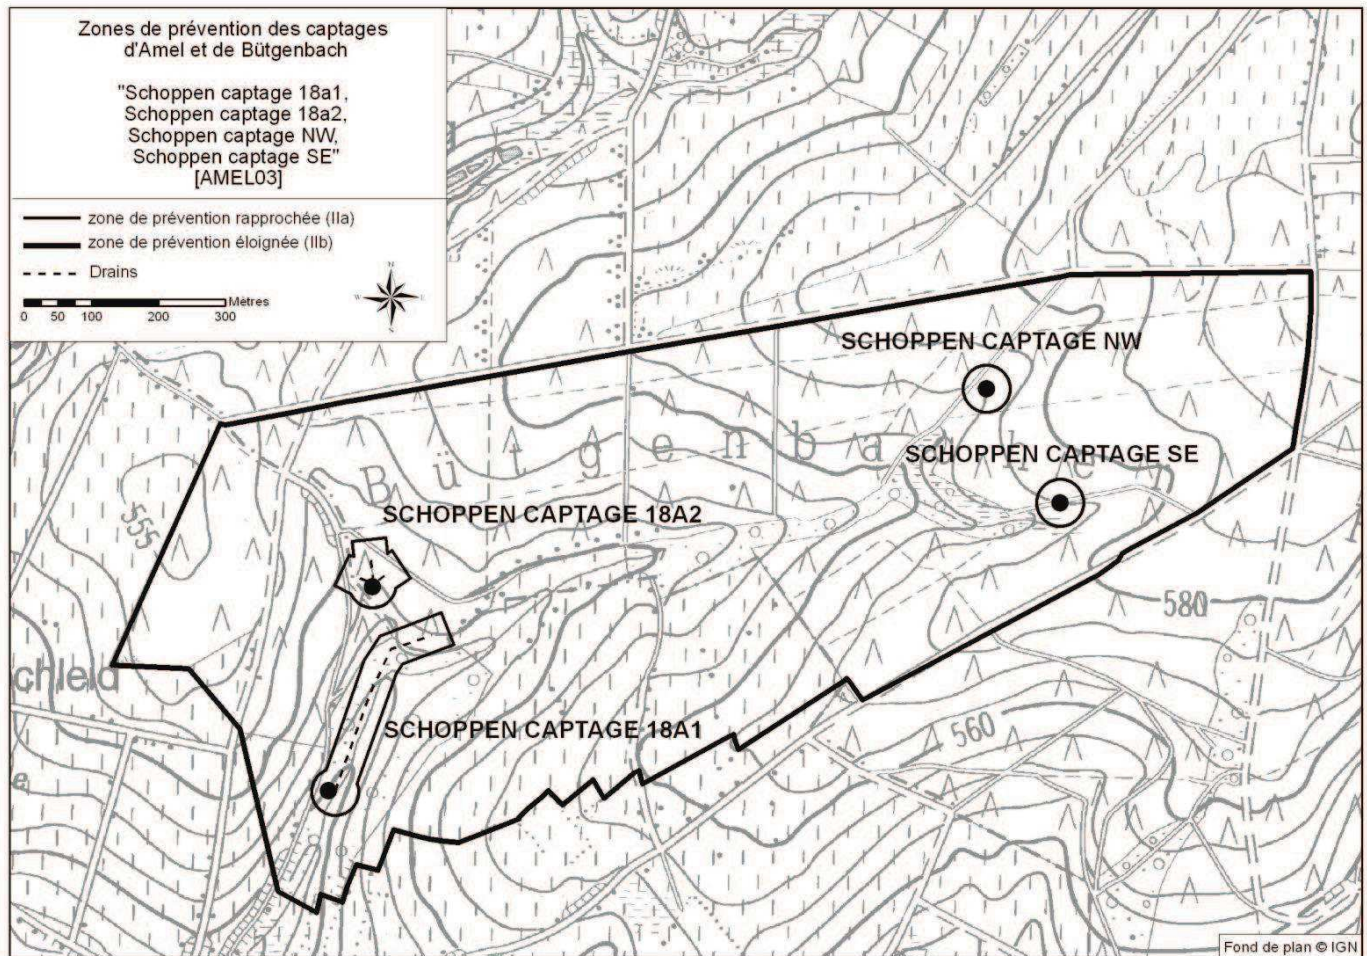 Zones de prévention des captages
d'Amel et de Bütgenbach
"Schoppen captage 18a1,
Schoppen captage 18a2,
Schoppen captage NW,
Schoppen captage SE"
[AMEL03]
zone de prévention rapprochée (IIa)
zone de prévention éloignée (IIb)
Drains
Mètres
0 50 100 200 300
N
W E
S
SCHOPPEN CAPTAGE NW
SCHOPPEN CAPTAGE SE
Bütgenbach
SCHOPPEN CAPTAGE 18A2
555
580
SCHOPPEN CAPTAGE 18A1
560
Fond de plan © IGN